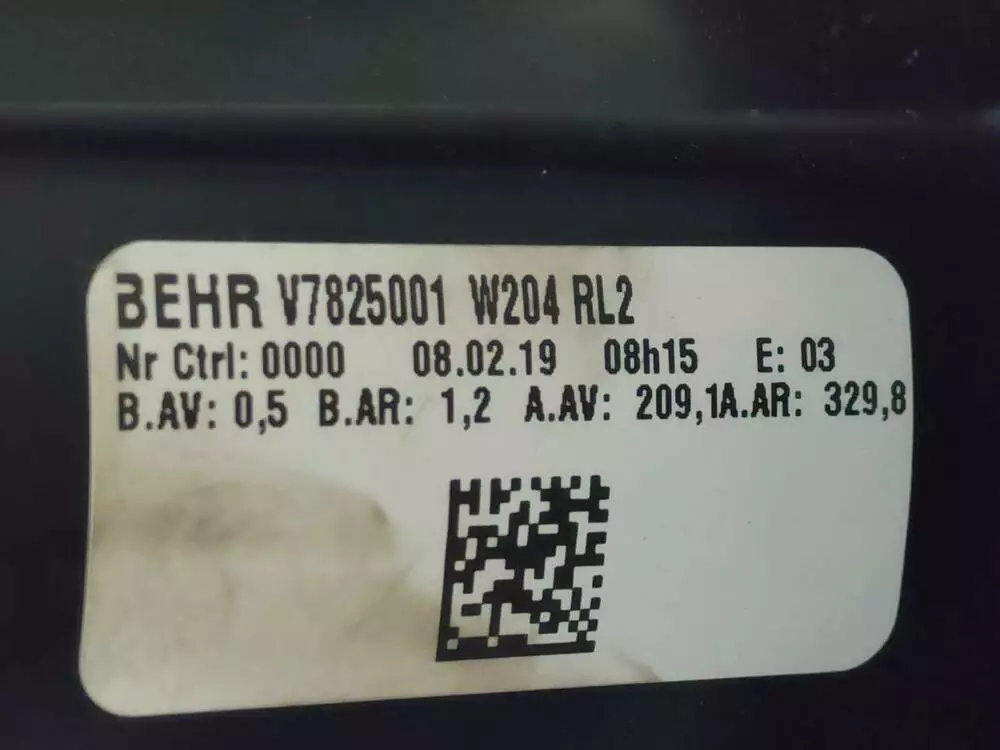 BEHR V7825001 W204 RL2
Nr Ctrl: 0000 08.02.19 08h15 E: 03
B.AV: 0,5 B.AR: 1,2 A.AV: 209,1A.AR: 329,8